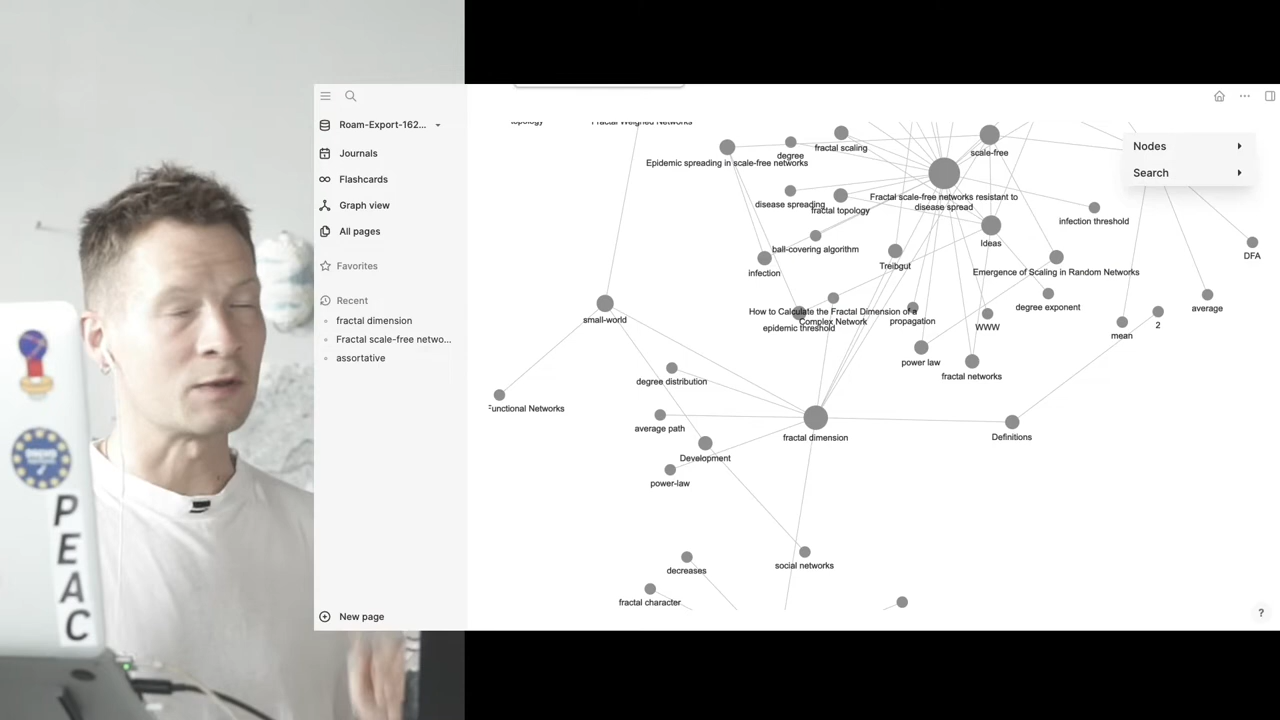 Roam-Export-162...
Journals
Flashcards
Graph view
All pages
Favorites
Recent
fractal dimension
Fractal scale-free netwo...
assortative
New page
topology
Fractal Weighed Networks
Nodes
Search
fractal scaling
scale-free
degree
Epidemic spreading in scale-free networks
disease spreading
fractal topology
Fractal scale-free networks resistant to
disease spread
infection threshold
Ideas
ball-covering algorithm
DFA
infection
Treibgut
Emergence of Scaling in Random Networks
degree exponent
average
How to Calculate the Fractal Dimension of a
Complex Network
epidemic threshold
propagation
WWW
2
mean
small-world
power law
fractal networks
degree distribution
Functional Networks
average path
fractal dimension
Definitions
Development
power-law
social networks
decreases
fractal character
?
P
E
A
C